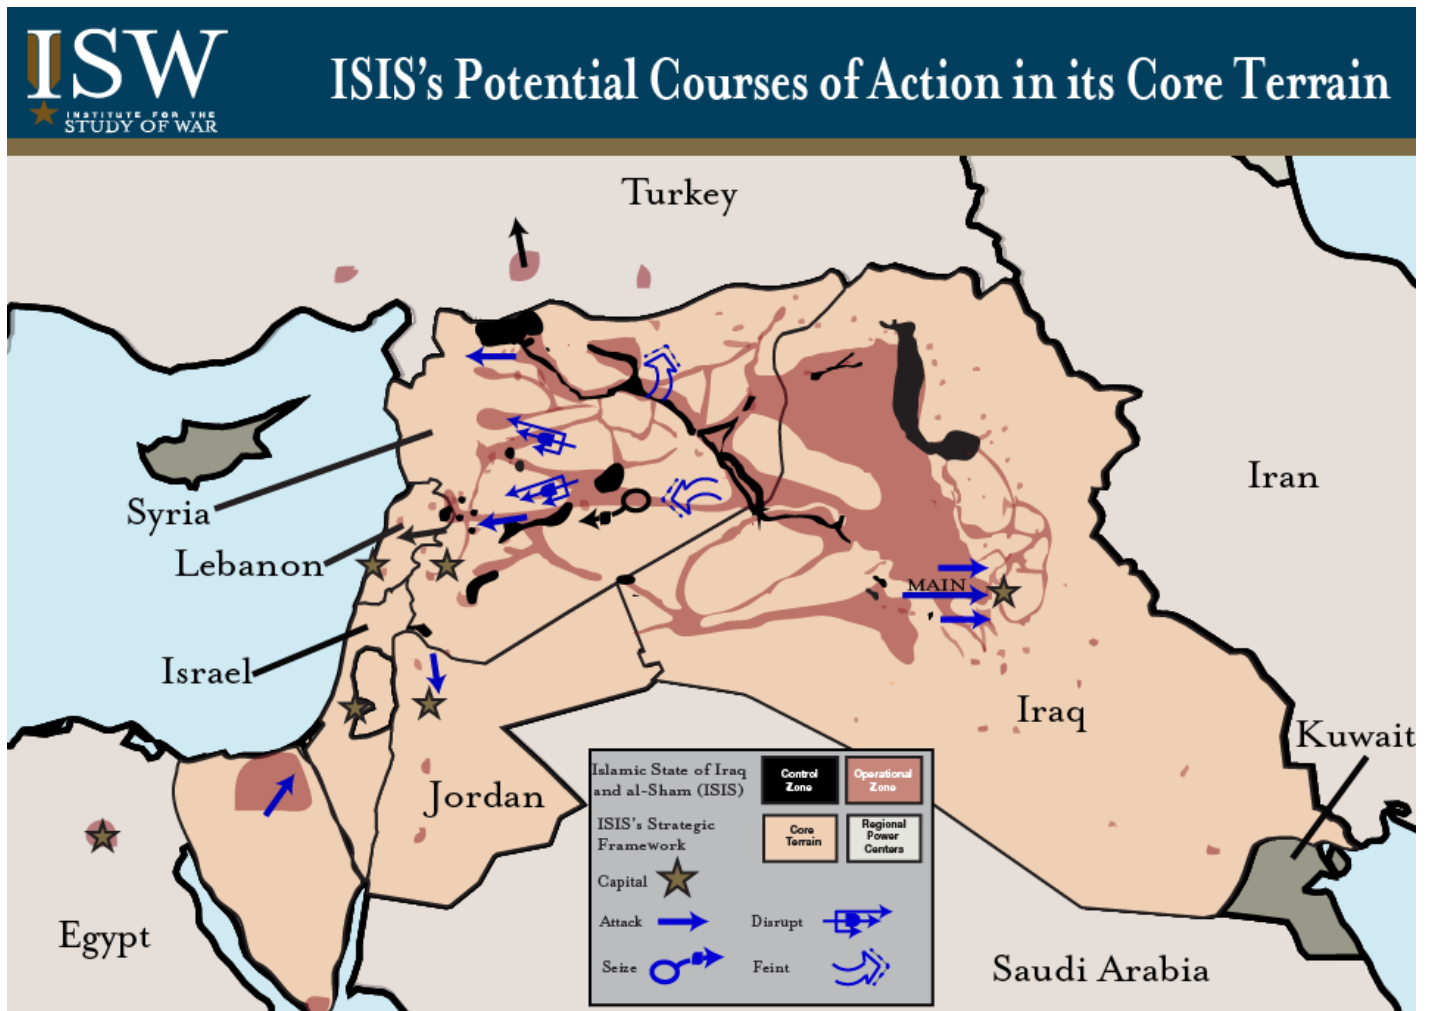 ISW
INSTITUTE FOR THE
STUDY OF WAR
ISIS's Potential Courses of Action in its Core Terrain
Turkey
Iran
Syria
Lebanon
MAIN
Israel
Iraq
Kuwait
Jordan
Egypt
Saudi Arabia
Islamic State of Iraq
and al-Sham (ISIS)
Control
Zone
Operational
Zone
ISIS's Strategic
Framework
Core
Terrain
Regional
Power
Centers
Capital
Attack
Disrupt
Seize
Feint